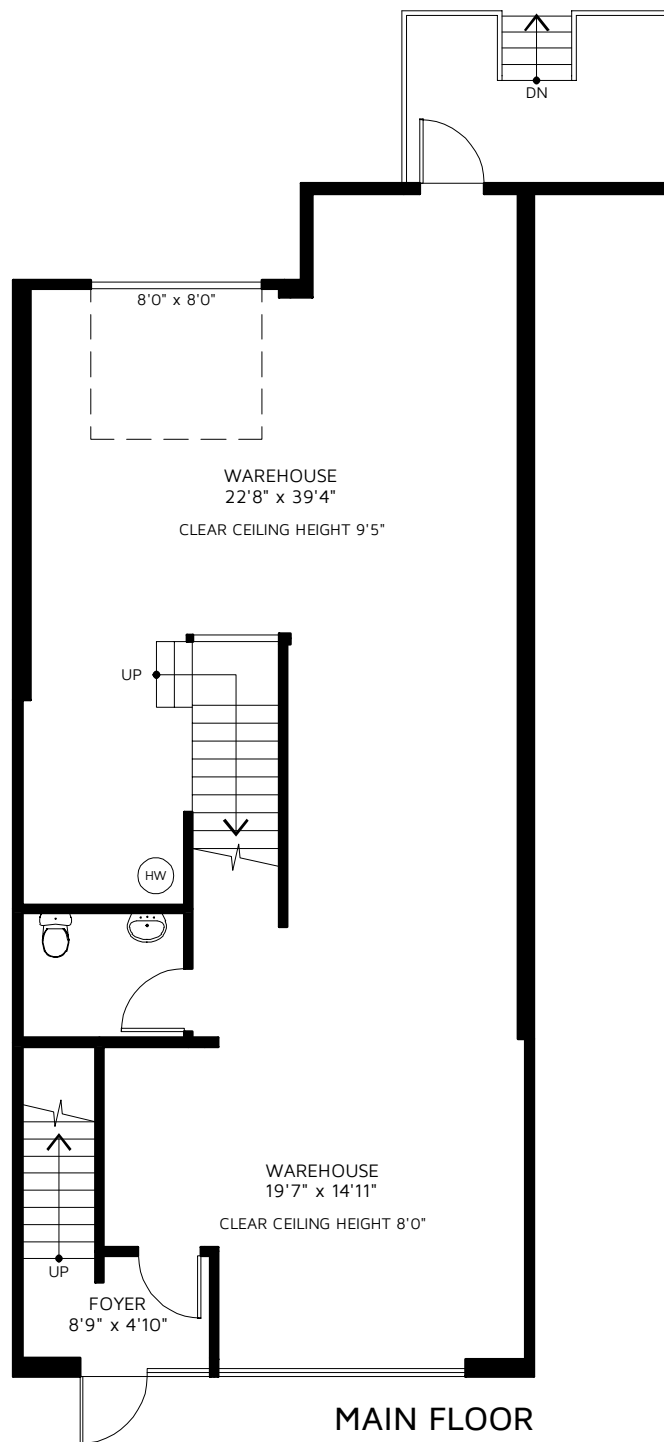 DN
8'0" x 8'0"
WAREHOUSE
22'8" x 39'4"
CLEAR CEILING HEIGHT 9'5"
UP
HW
WAREHOUSE
19'7" x 14'11"
CLEAR CEILING HEIGHT 8'0"
UP
FOYER
8'9" x 4'10"
MAIN FLOOR